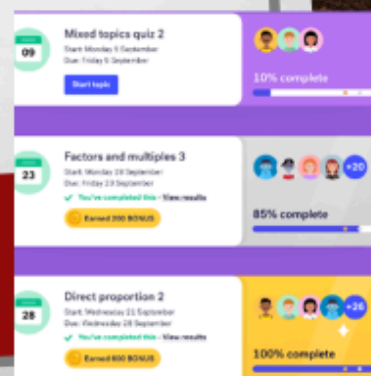 09
Mixed topics quiz 2
Start: Monday 5 September
Due: Friday 9 September
Start topic
10% complete
23
Factors and multiples 3
Start: Monday 19 September
Due: Friday 23 September
You've completed this - View results
Earned 200 BONUS
+20
85% complete
28
Direct proportion 2
Start: Wednesday 21 September
Due: Wednesday 28 September
You've completed this - View results
Earned 600 BONUS
+26
100% complete